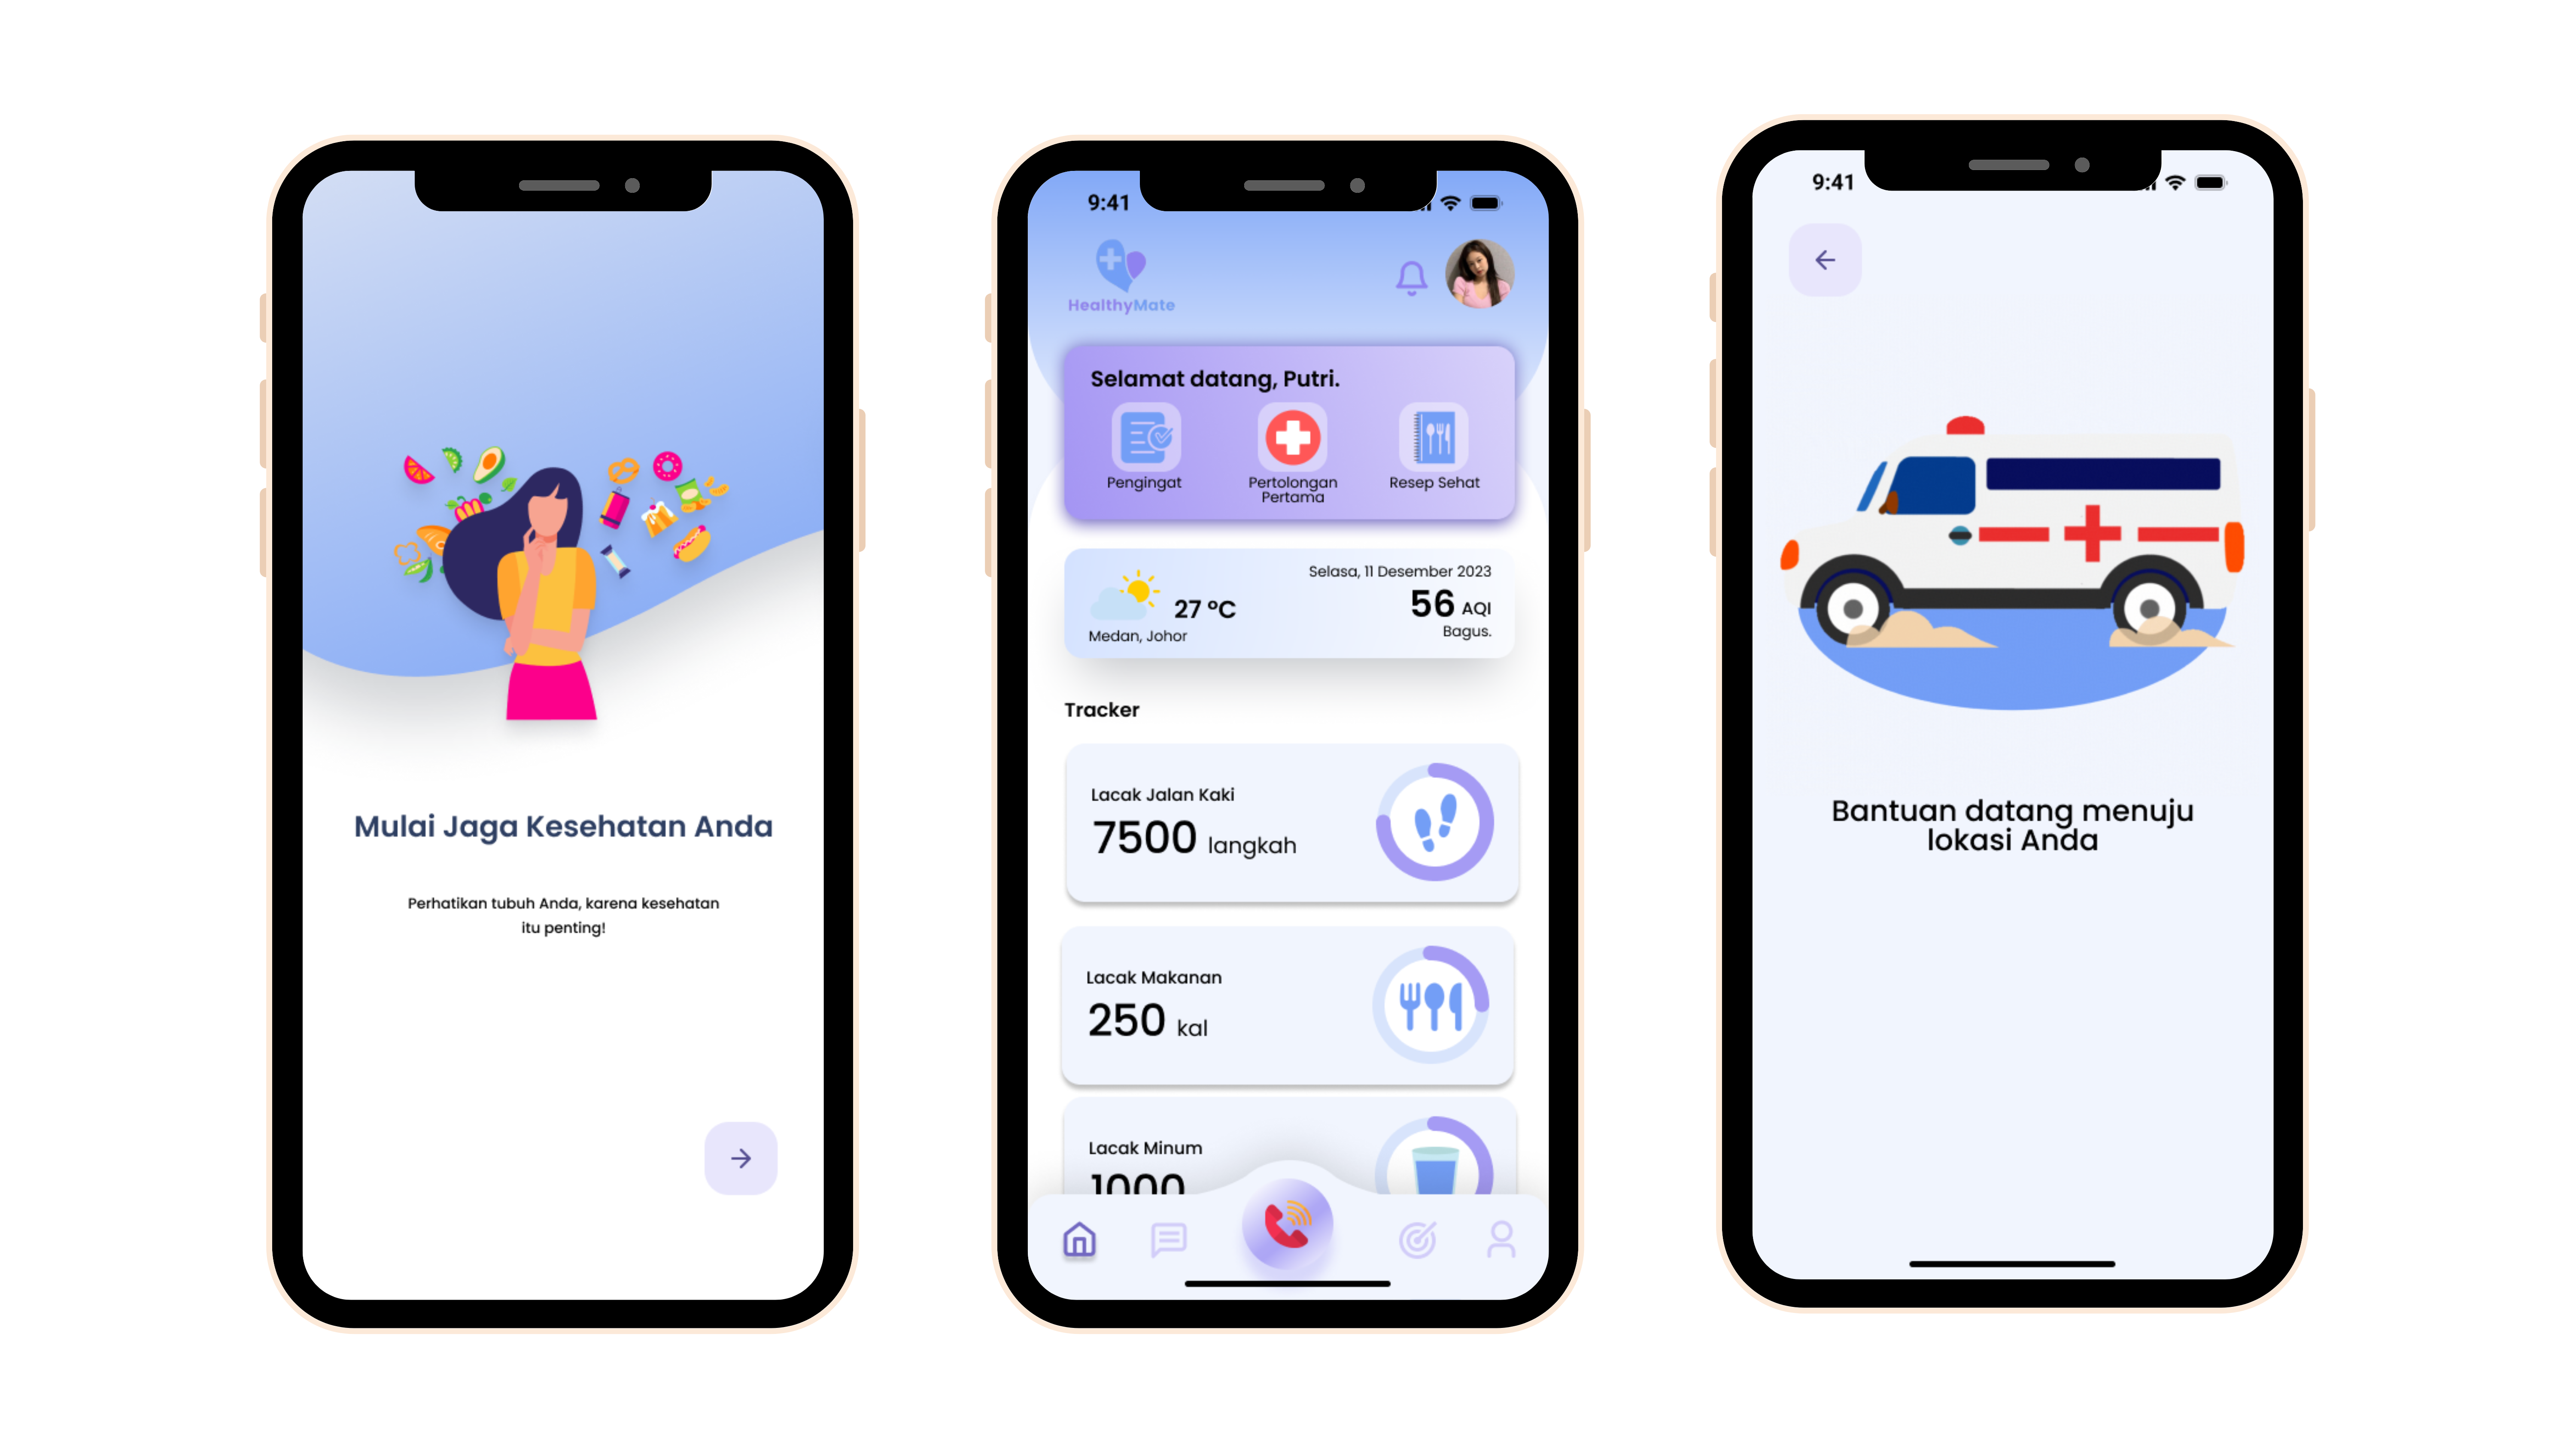 Mulai Jaga Kesehatan Anda
Perhatikan tubuh Anda, karena kesehatan
itu penting!
9:41
HealthyMate
Selamat datang, Putri.
Pengingat
Pertolongan
Pertama
Resep Sehat
Selasa, 11 Desember 2023
27 °C
56 AQI
Medan, Johor
Bagus.
Tracker
Lacak Jalan Kaki
7500 langkah
Lacak Makanan
250 kal
Lacak Minum
1000
9:41
Bantuan datang menuju
lokasi Anda